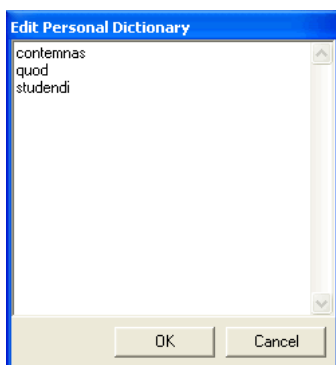 Edit Personal Dictionary
contemnas
quod
studendi
OK Cancel